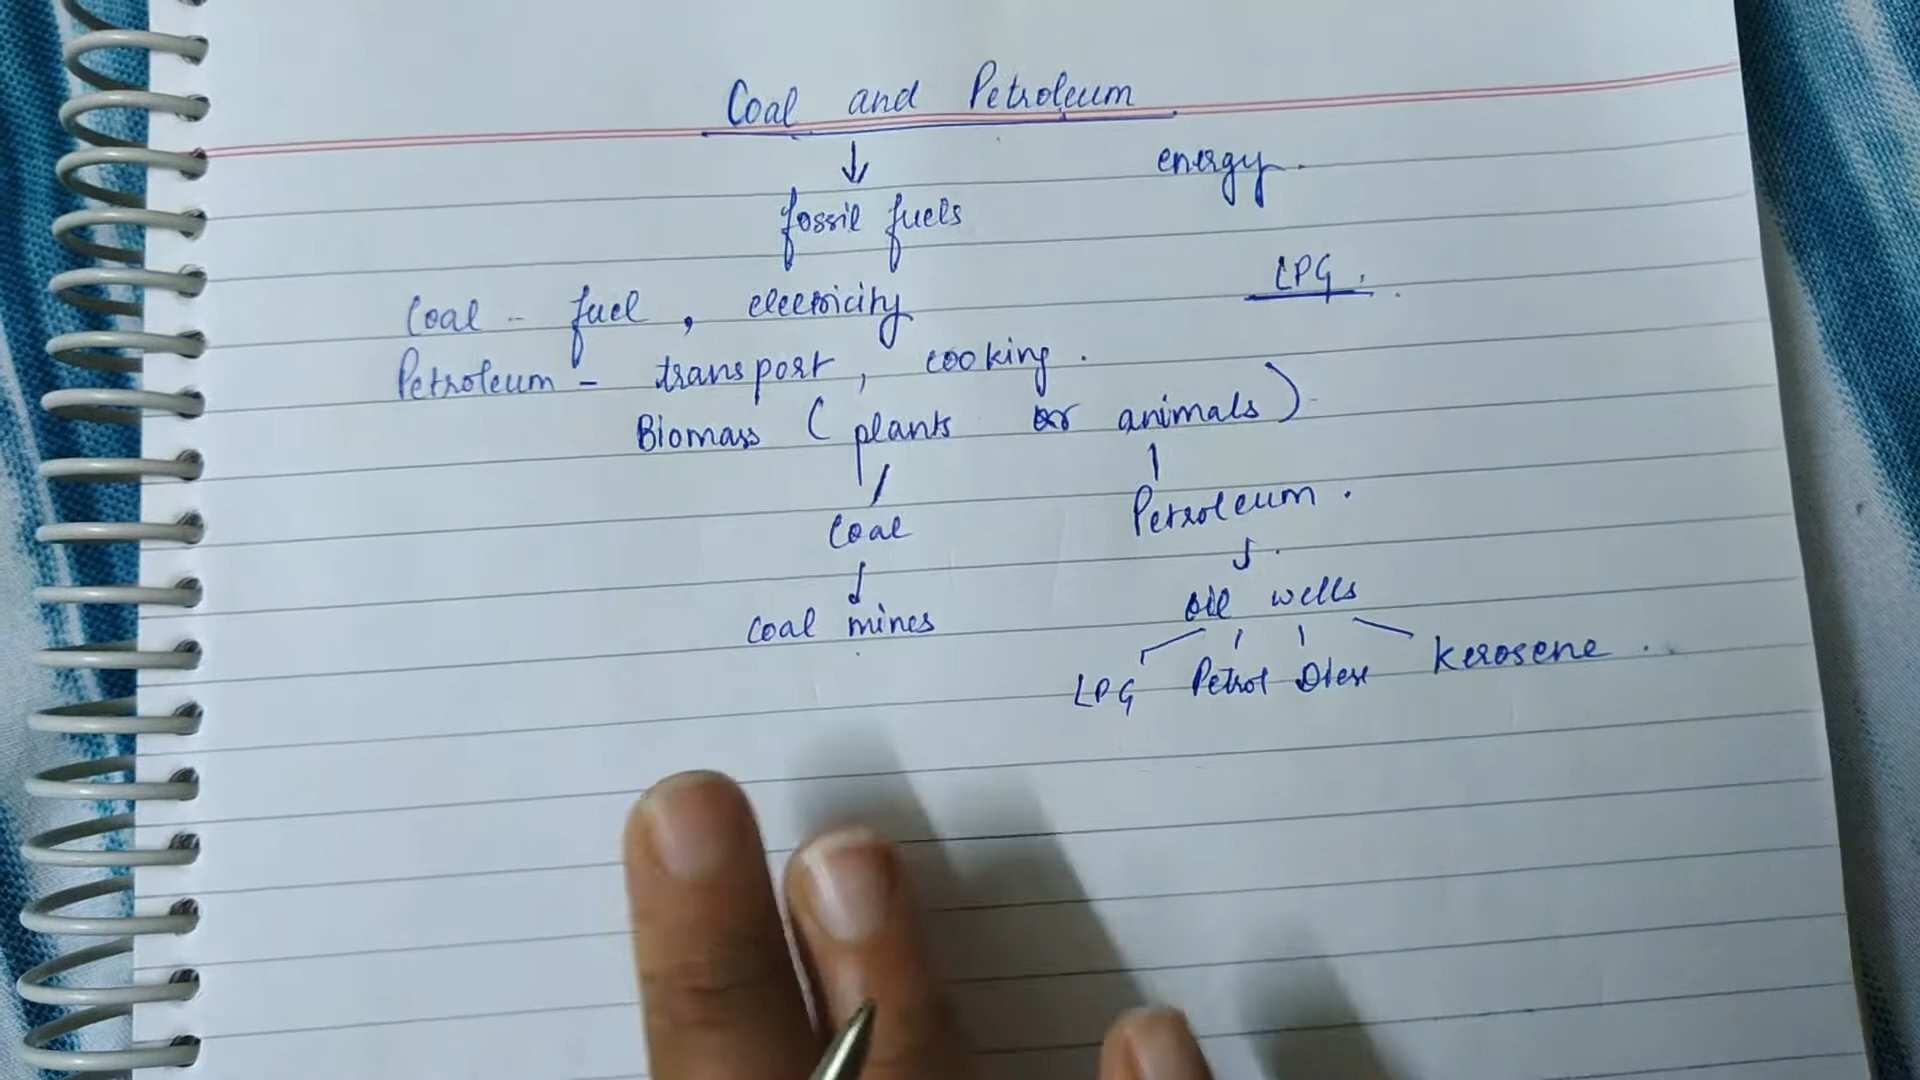 Coal and Petroleum
↓ energy.
fossil fuels
LPG.
Coal - fuel, electricity
Petroleum - transport, cooking.
Biomass (plants or animals)
Coal Petroleum.
↓ ↓
coal mines oil wells
LPG Petrol Kerosene.